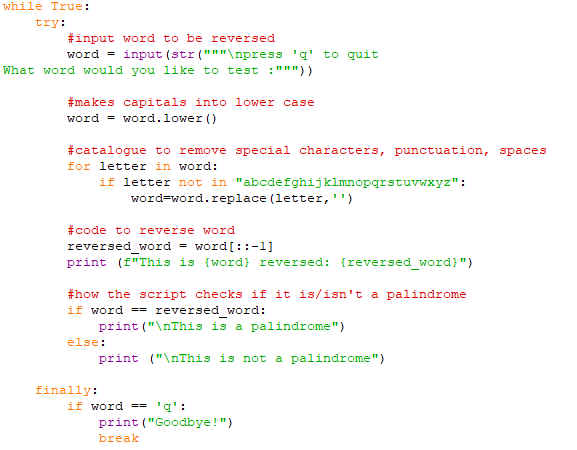 while True:
    try:
        #input word to be reversed
        word = input(str("""\npress 'q' to quit
What word would you like to test :"""))

        #makes capitals into lower case
        word = word.lower()

        #catalogue to remove special characters, punctuation, spaces
        for letter in word:
            if letter not in "abcdefghijklmnopqrstuvwxyz":
                word=word.replace(letter,'')

        #code to reverse word
        reversed_word = word[::-1]
        print (f"This is {word} reversed: {reversed_word}")

        #how the script checks if it is/isn't a palindrome
        if word == reversed_word:
            print("\nThis is a palindrome")
        else:
            print ("\nThis is not a palindrome")

    finally:
        if word == 'q':
            print("Goodbye!")
            break